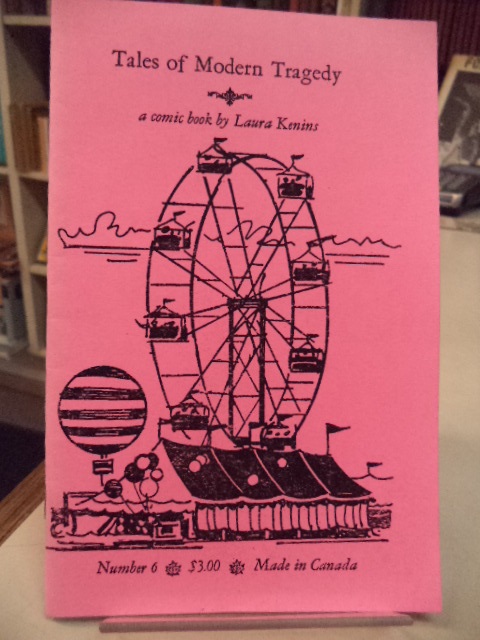 Tales of Modern Tragedy
a comic book by Laura Kenins
Number 6 $3.00 Made in Canada